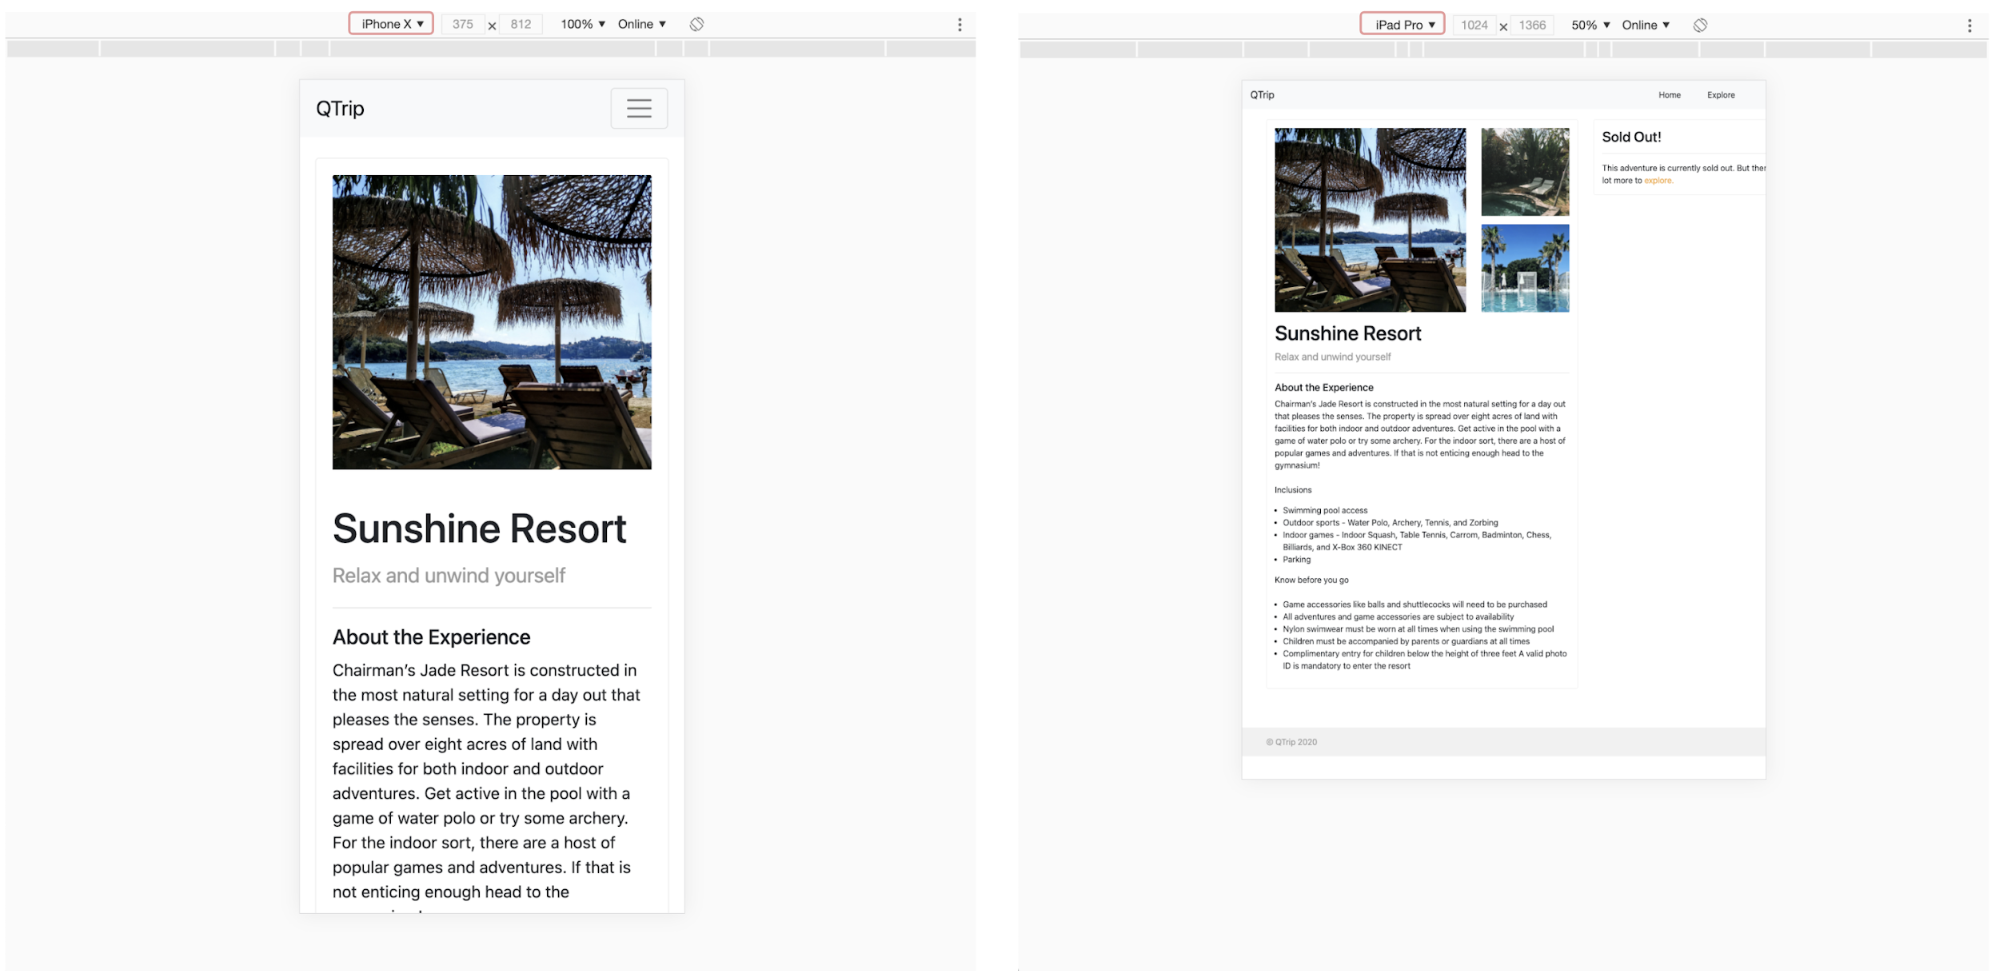 iPhone X ▼ 375 × 812 100% ▼ Online ▼
QTrip
Sunshine Resort
Relax and unwind yourself
About the Experience
Chairman’s Jade Resort is constructed in
the most natural setting for a day out that
pleases the senses. The property is
spread over eight acres of land with
facilities for both indoor and outdoor
adventures. Get active in the pool with a
game of water polo or try some archery.
For the indoor sort, there are a host of
popular games and adventures. If that is
not enticing enough head to the
iPad Pro ▼ 1024 × 1366 50% ▼ Online ▼
QTrip Home Explore
Sunshine Resort
Relax and unwind yourself
About the Experience
Chairman’s Jade Resort is constructed in the most natural setting for a day out
that pleases the senses. The property is spread over eight acres of land with
facilities for both indoor and outdoor adventures. Get active in the pool with a
game of water polo or try some archery. For the indoor sort, there are a host of
popular games and adventures. If that is not enticing enough head to the
gymnasium!
Inclusions
• Swimming pool access
• Outdoor sports - Water Polo, Archery, Tennis, and Zorbing
• Indoor games - Indoor Squash, Table Tennis, Carrom, Badminton, Chess,
Billiards, and X-Box 360 KINECT
• Parking
Know before you go
• Game accessories like balls and shuttlecocks will need to be purchased
• All adventures and game accessories are subject to availability
• Nylon swimwear must be worn at all times when using the swimming pool
• Children must be accompanied by parents or guardians at all times
• Complimentary entry for children below the height of three feet A valid photo
ID is mandatory to enter the resort
Sold Out!
This adventure is currently sold out. But ther
lot more to explore.
© QTrip 2020